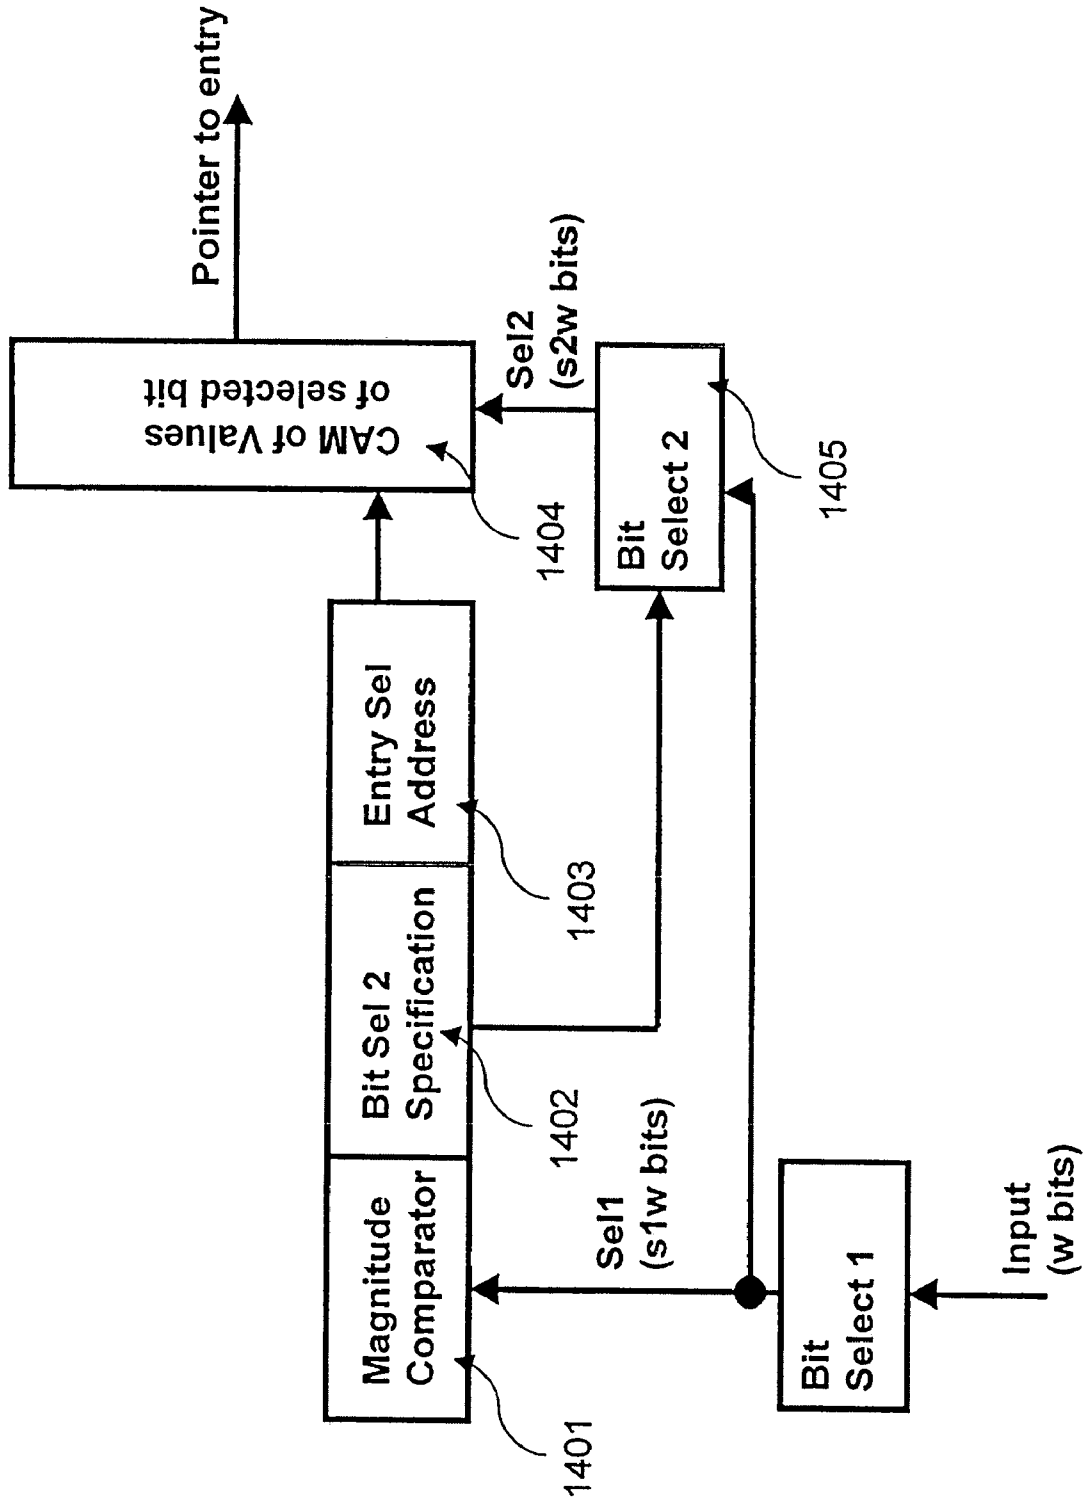 Pointer to entry
CAM of Values
of selected bit
Sel2
(s2w bits)
1404
Bit
Select 2
1405
Entry Sel
Address
1403
Bit Sel 2
Specification
1402
Magnitude
Comparator
1401
Sel1
(s1w bits)
Bit
Select 1
Input
(w bits)